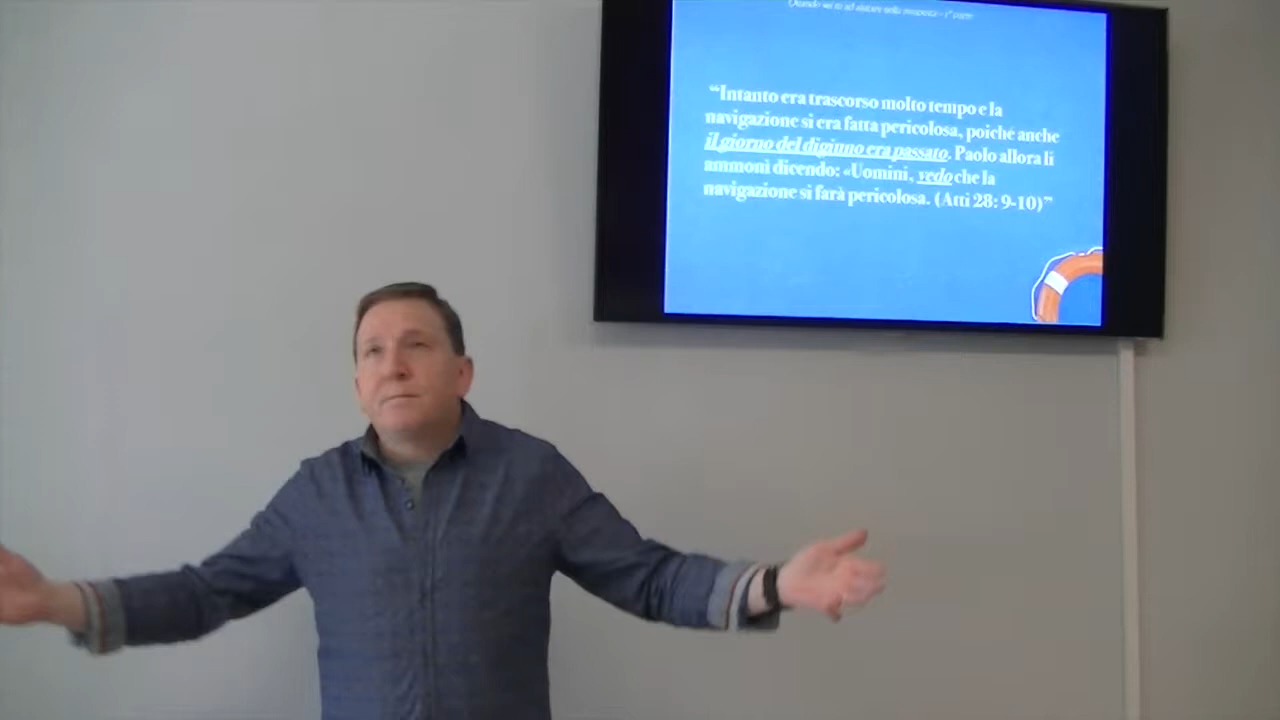 Quando
“Intanto era trascorso molto tempo e la
navigazione si era fatta pericolosa, poiché anche
il giorno del digiuno era passato. Paolo allora li
ammonì dicendo: «Uomini, vedo che la
navigazione si farà pericolosa. (Atti 28: 9-10)”